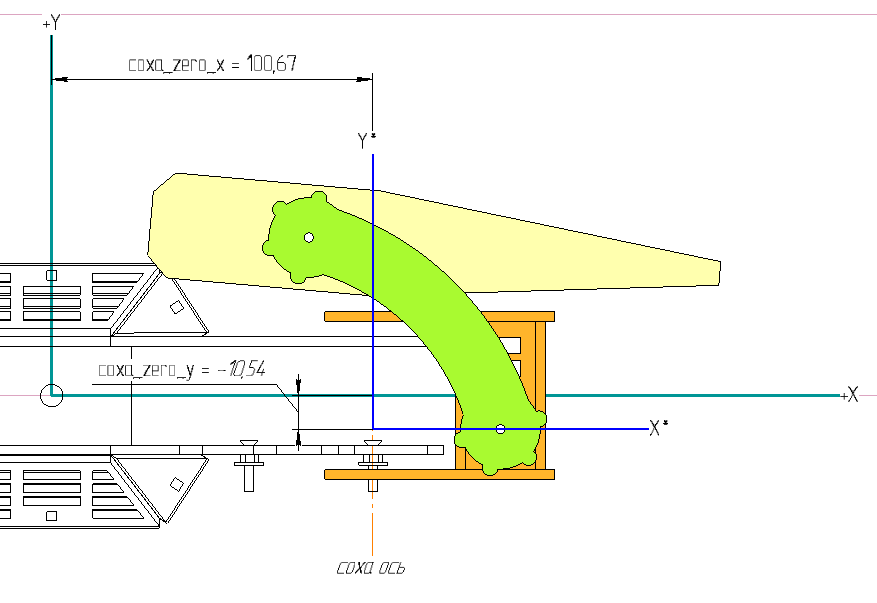 +Y
coxa_zero_x = 100,67
Y*
coxa_zero_y = -10,54
+X
X*
coxa ось